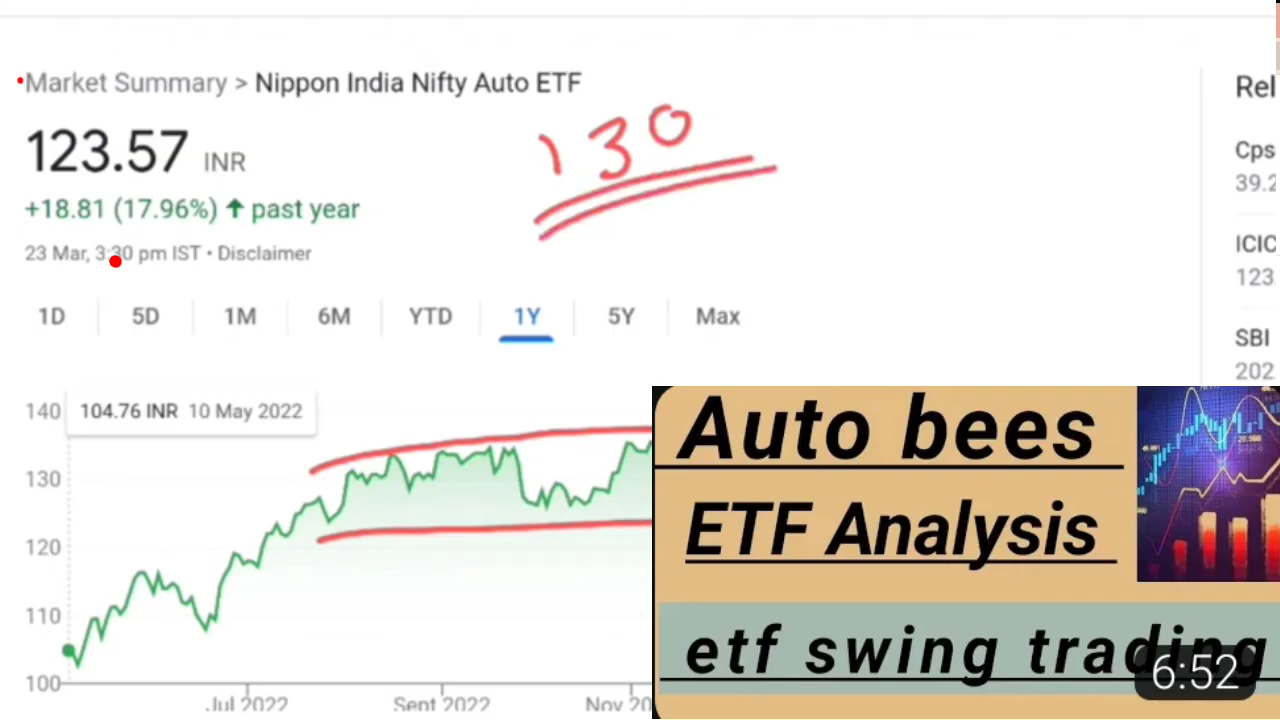 Market Summary > Nippon India Nifty Auto ETF
Rel
123.57 INR
130
Cps
39.2
+18.81 (17.96%) ↑ past year
23 Mar, 3:30 pm IST • Disclaimer
ICIC
123
1D 5D 1M 6M YTD 1Y 5Y Max
SBI
202
140
104.76 INR 10 May 2022
130
120
110
100
Jul 2022 Sept 2022 Nov 20
Auto bees
ETF Analysis
etf swing trading
6:52